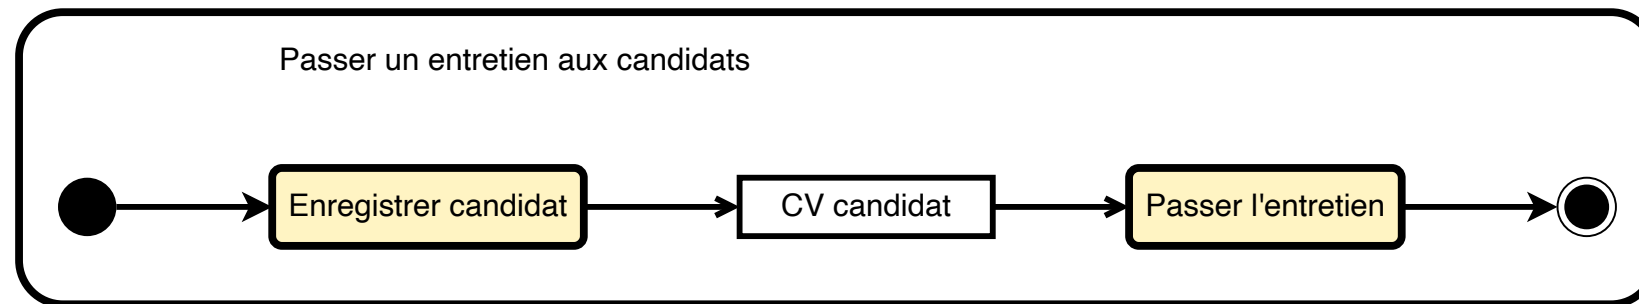 Passer un entretien aux candidats
Enregistrer candidat
CV candidat
Passer l'entretien